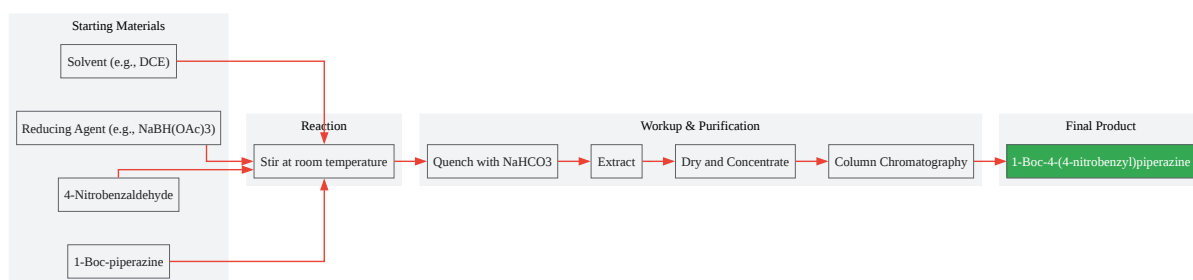 Starting Materials
Solvent (e.g., DCE)
Reducing Agent (e.g., NaBH(OAc)3)
4-Nitrobenzaldehyde
1-Boc-piperazine
Reaction
Stir at room temperature
Workup & Purification
Quench with NaHCO3
Extract
Dry and Concentrate
Column Chromatography
Final Product
1-Boc-4-(4-nitrobenzyl)piperazine